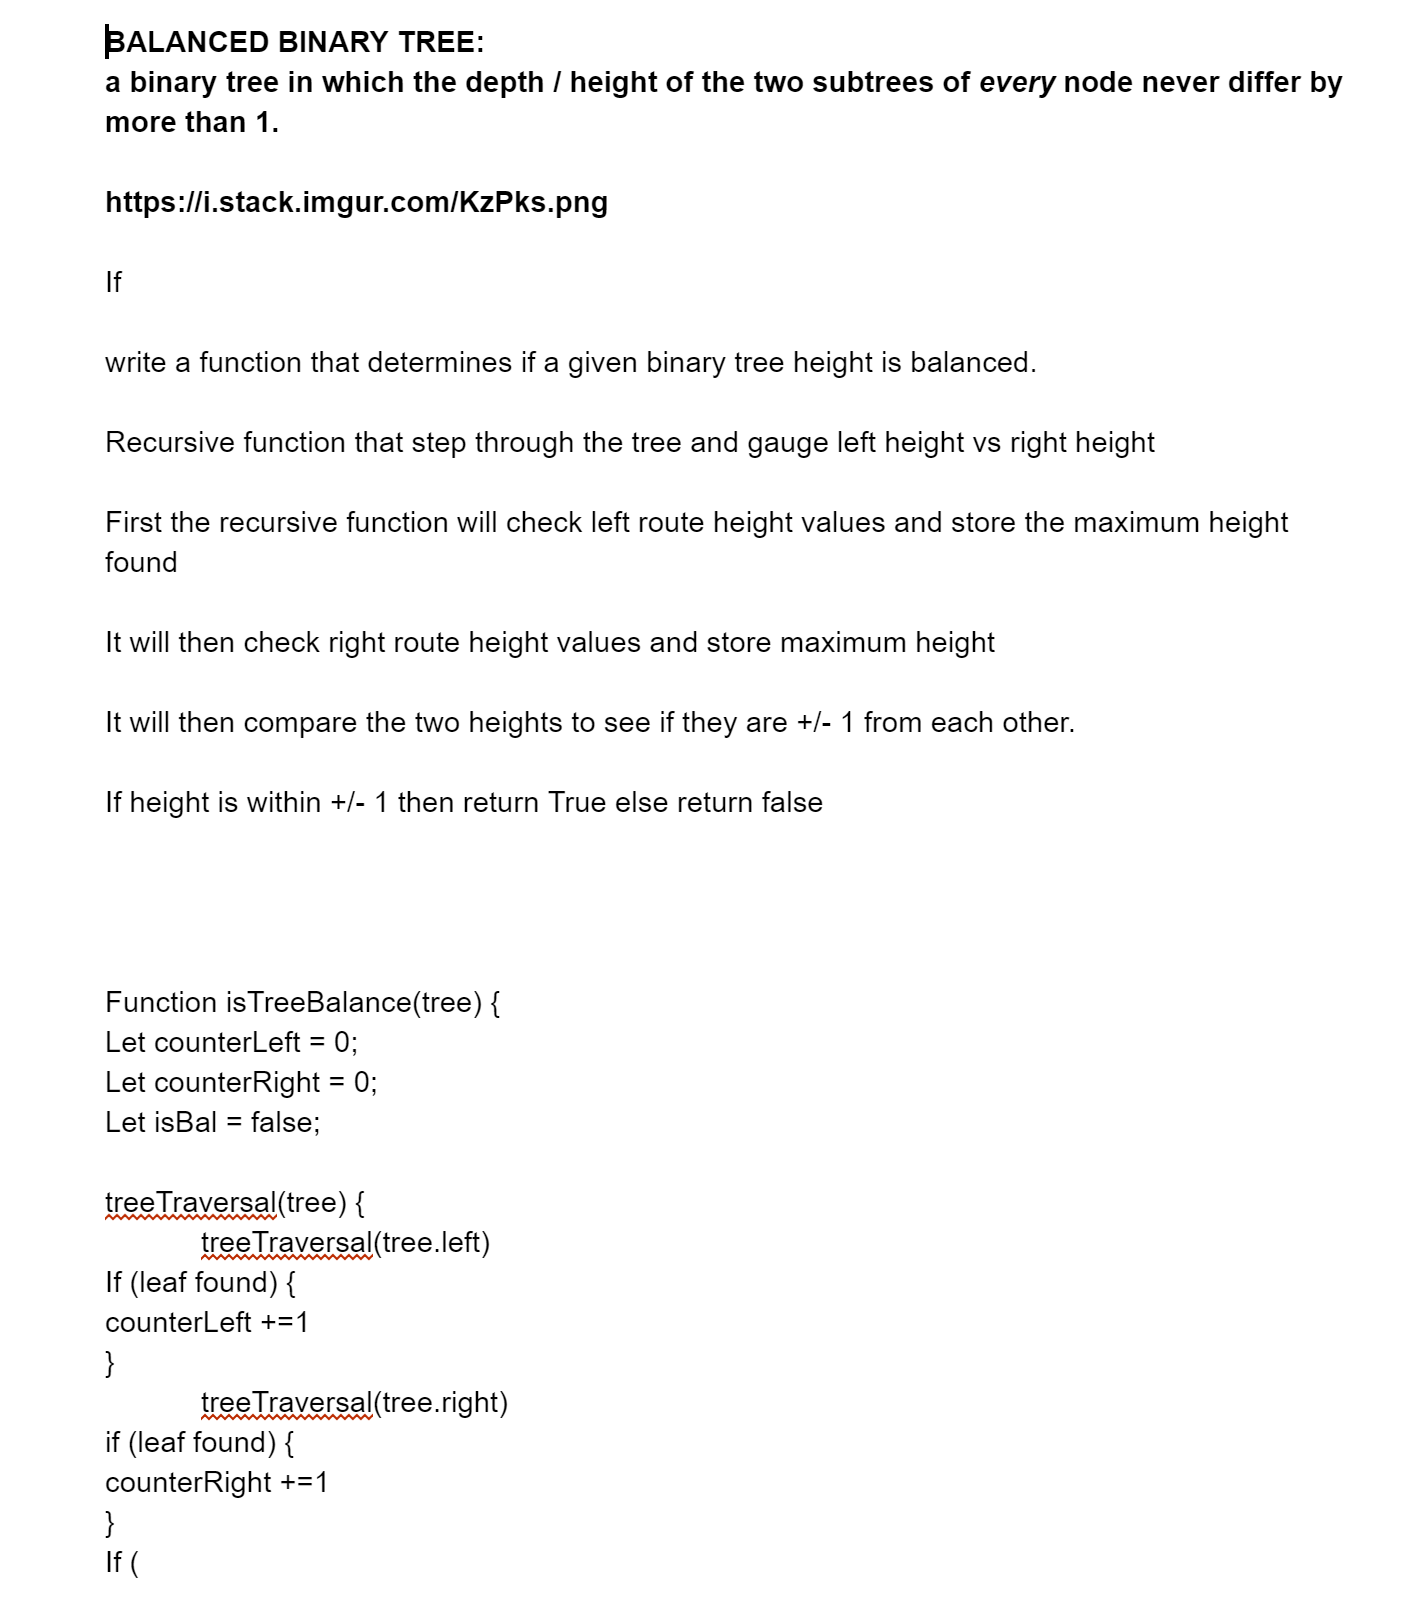 BALANCED BINARY TREE:
a binary tree in which the depth / height of the two subtrees of every node never differ by
more than 1.
https://i.stack.imgur.com/KzPks.png
If
write a function that determines if a given binary tree height is balanced.
Recursive function that step through the tree and gauge left height vs right height
First the recursive function will check left route height values and store the maximum height
found
It will then check right route height values and store maximum height
It will then compare the two heights to see if they are +/- 1 from each other.
If height is within +/- 1 then return True else return false
Function isTreeBalance(tree) {
Let counterLeft = 0;
Let counterRight = 0;
Let isBal = false;
treeTraversal(tree) {
treeTraversal(tree.left)
If (leaf found) {
counterLeft +=1
}
treeTraversal(tree.right)
if (leaf found) {
counterRight +=1
}
If (